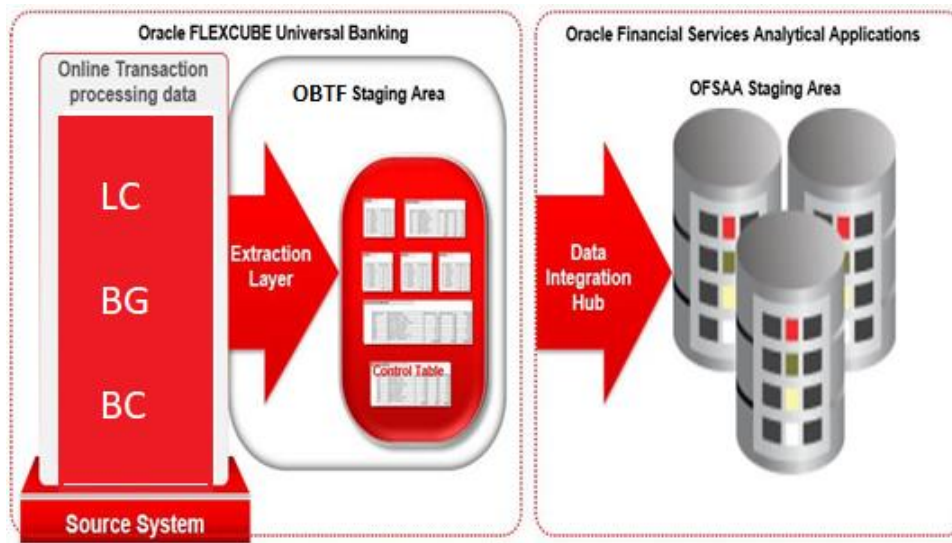 Oracle FLEXCUBE Universal Banking
Online Transaction
processing data
LC
BG
BC
Source System
OBTF Staging Area
Extraction
Layer
Control Table
Oracle Financial Services Analytical Applications
OFSAA Staging Area
Data
Integration
Hub